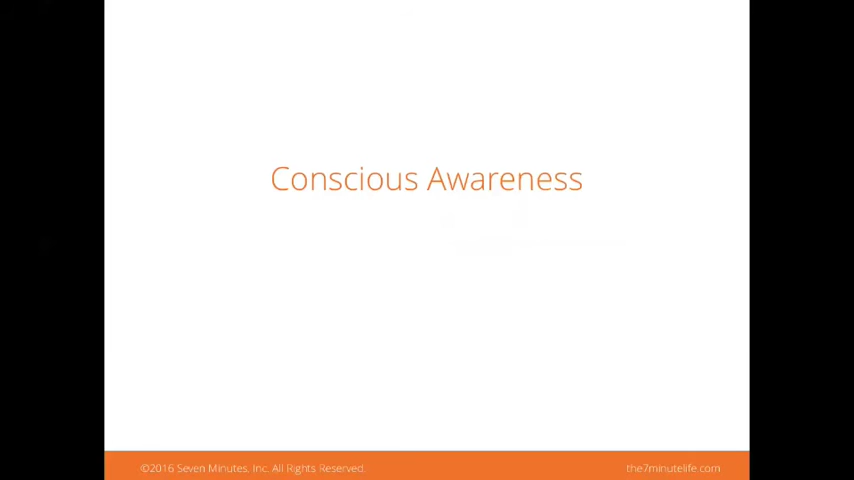 Conscious Awareness
©2016 Seven Minutes, Inc. All Rights Reserved.
the7minutelife.com